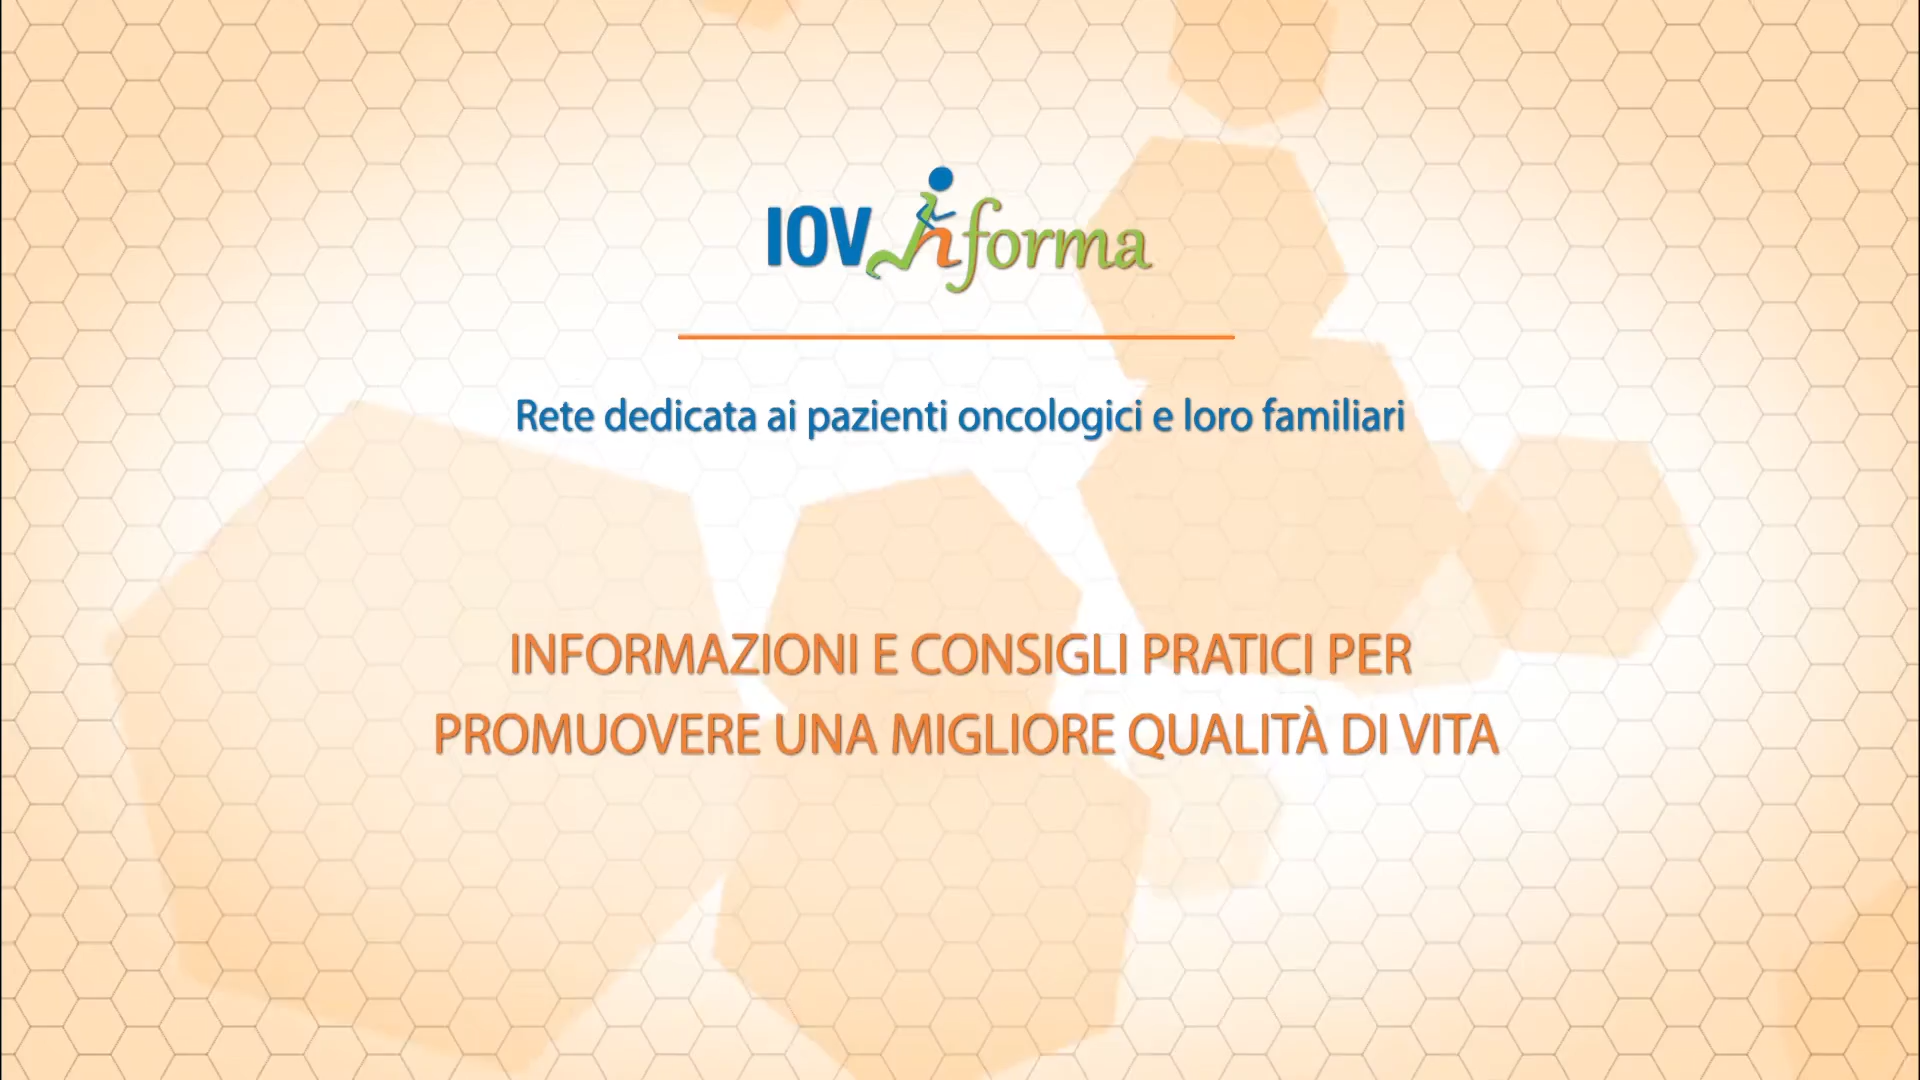 IOV informa
Rete dedicata ai pazienti oncologici e loro familiari
INFORMAZIONI E CONSIGLI PRATICI PER
PROMUOVERE UNA MIGLIORE QUALITÀ DI VITA